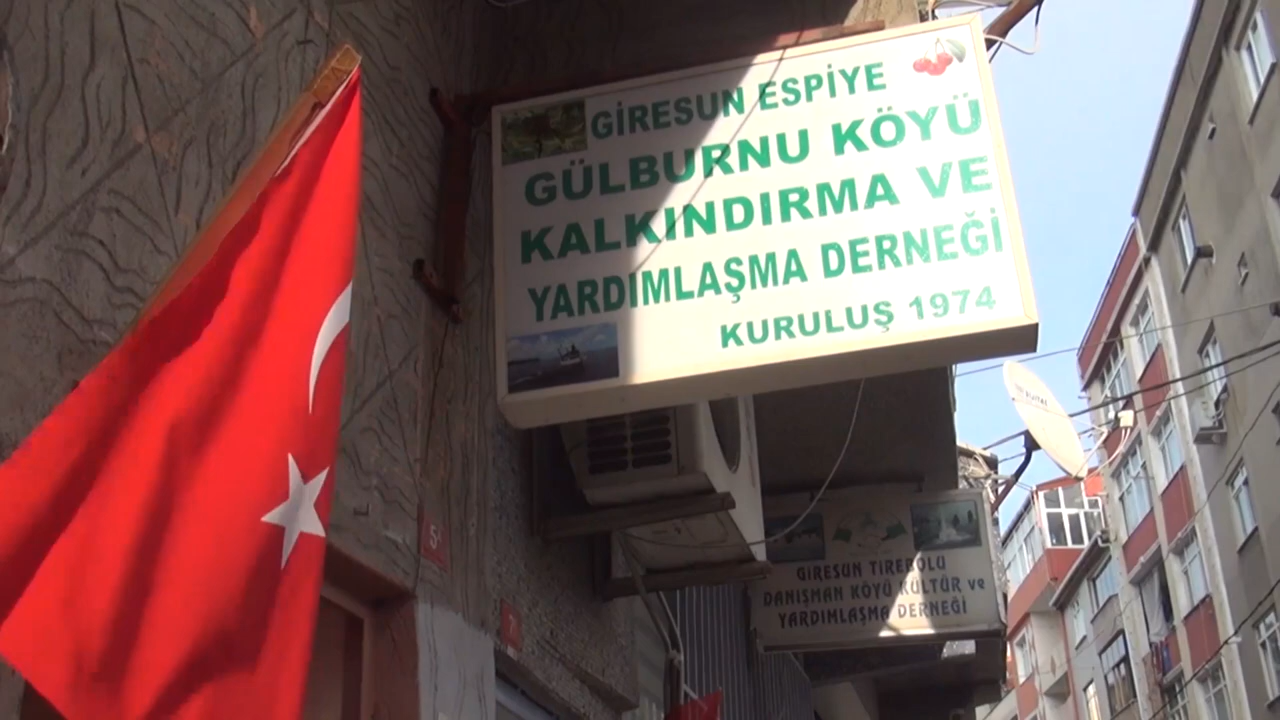 GİRESUN ESPİYE
GÜLBURNU KÖYÜ
KALKINDIRMA VE
YARDIMLAŞMA DERNEĞİ
KURULUŞ 1974
GİRESUN TİREBOLU
DANIŞMAN KÖYÜ KÜLTÜR ve
YARDIMLAŞMA DERNEĞİ